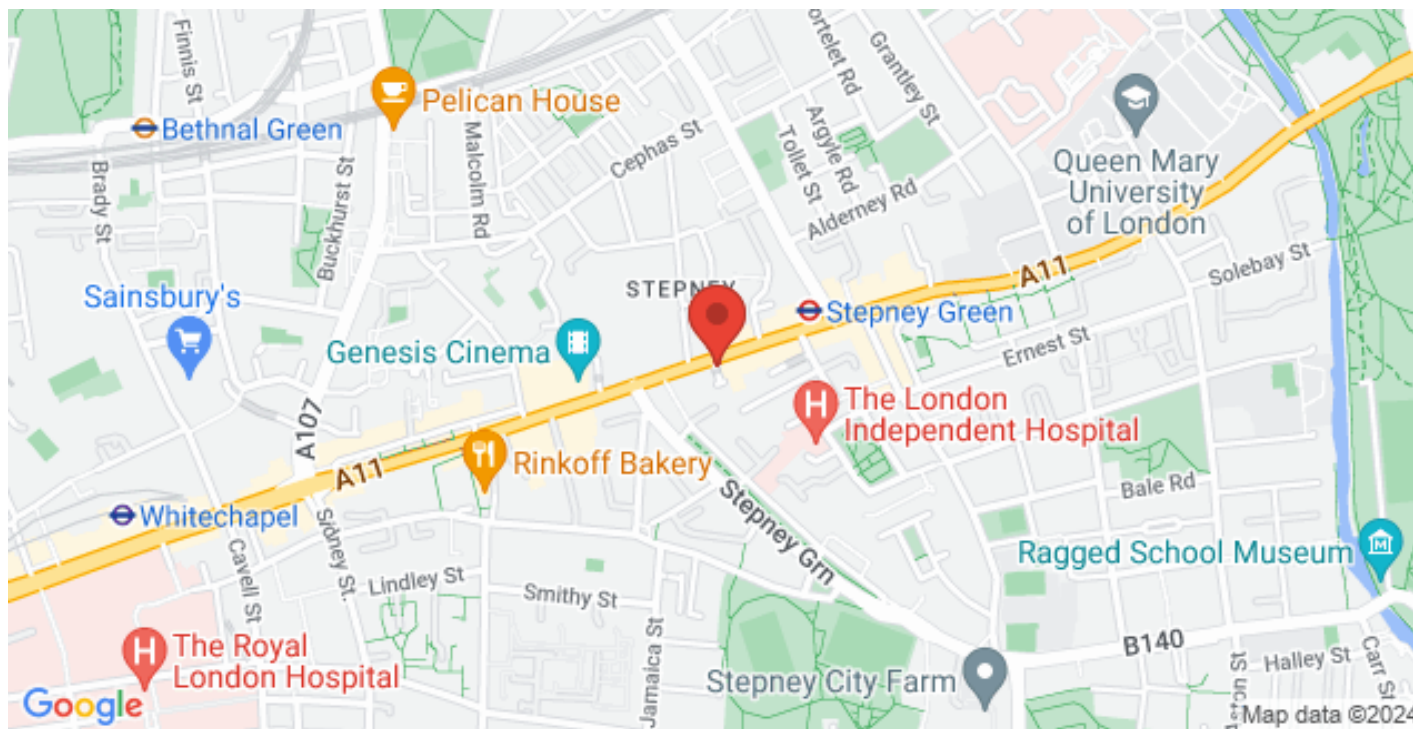 Finnis St
ortelet Rd
Grantley St
Pelican House
Bethnal Green
Malcolm Rd
Cephas St
Argyle Rd
Tollet St
Queen Mary
University
of London
Brady St
Buckhurst St
Alderney Rd
Solebay St
A11
Sainsbury's
STEPNEY
Stepney Green
Genesis Cinema
Ernest St
A107
The London
Independent Hospital
A11
Rinkoff Bakery
Bale Rd
Whitechapel
Sidney St.
Stepney Grn
Cavell St
Ragged School Museum
Lindley St
Smithy St
B140
The Royal
London Hospital
Jamaica St
Stepney City Farm
Halley St
Carr St
ston St
Google
Map data ©2024